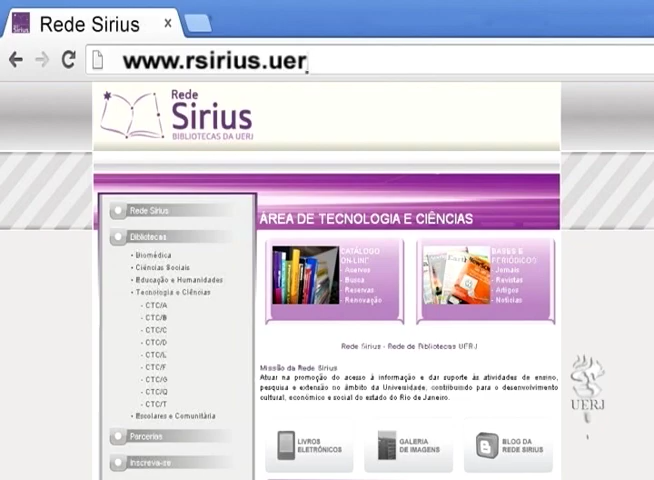 Rede Sirius
www.rsirius.uer
Rede
Sirius
BIBLIOTECAS DA UERJ
Rede Sirius
Bibliotecas
• Biomédica
• Ciências Sociais
• Educação e Humanidades
• Tecnologia e Ciências
- CTC/A
- CTC/B
- CTC/C
- CTC/D
- CTC/E
- CTC/F
- CTC/G
- CTC/Q
- CTC/T
• Escolares e Comunitária
Parcerias
Inscreva-se
ÁREA DE TECNOLOGIA E CIÊNCIAS
CATÁLOGO
ON-LINE
- Acervos
- Busca
- Reservas
- Renovação
BASES E
PERIÓDICOS
- Jornais
- Revistas
- Artigos
- Notícias
Rede Sirius - Rede de Bibliotecas UERJ
Missão da Rede Sirius
Atuar na promoção do acesso à informação e dar suporte às atividades de ensino,
pesquisa e extensão no âmbito da Universidade, contribuindo para o desenvolvimento
cultural, econômico e social do estado do Rio de Janeiro.
LIVROS
ELETRÔNICOS
GALERIA
DE IMAGENS
BLOG DA
REDE SIRIUS
UERJ